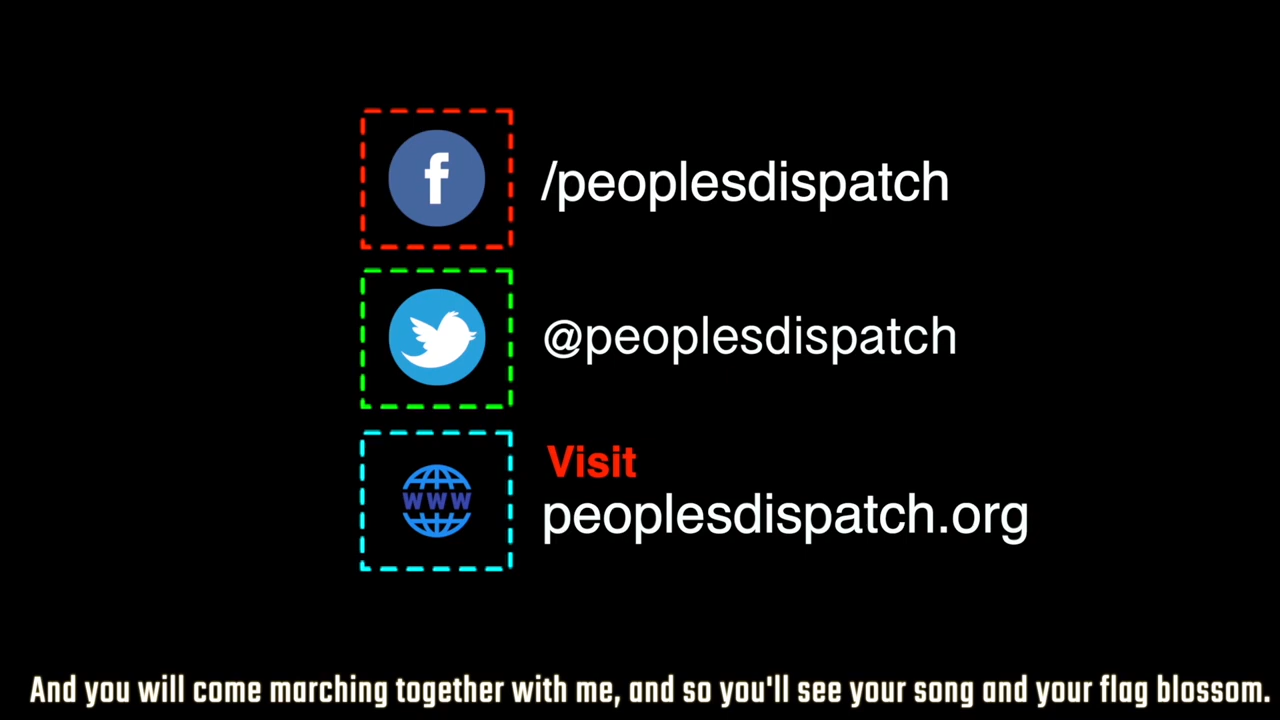 f
/peoplesdispatch
@peoplesdispatch
Visit
WWW
peoplesdispatch.org
And you will come marching together with me, and so you'll see your song and your flag blossom.